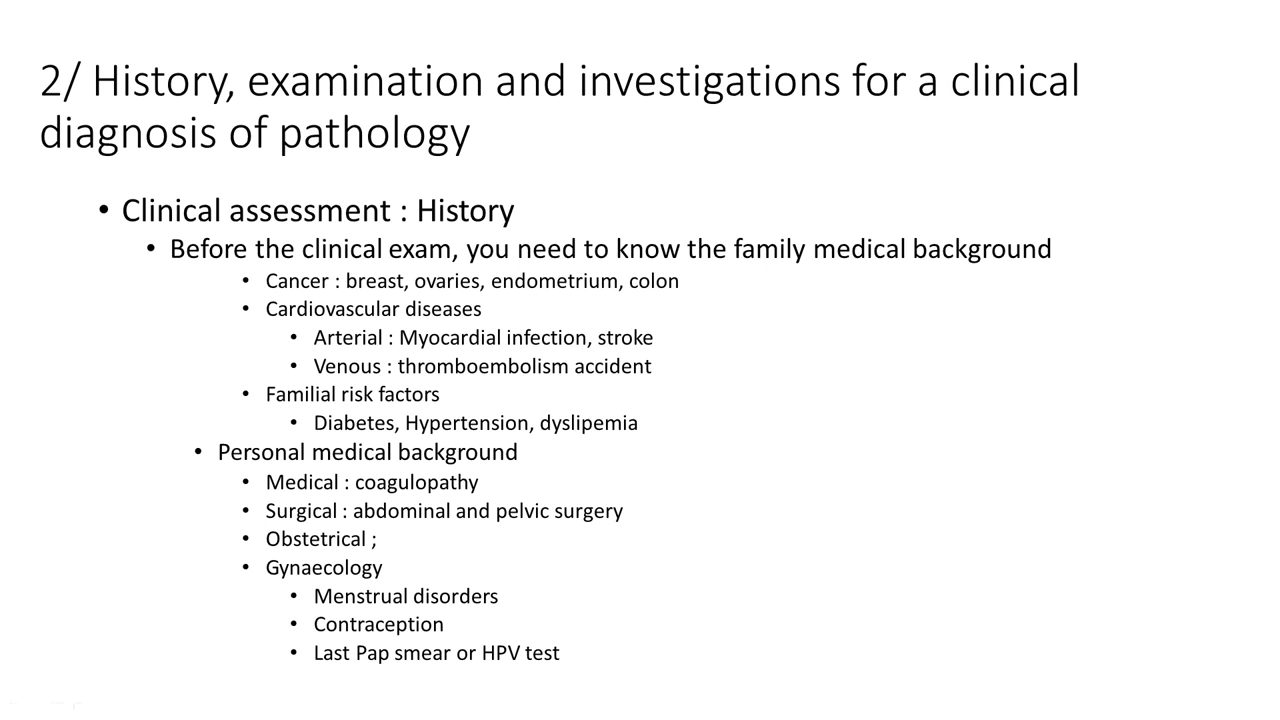 2/ History, examination and investigations for a clinical
diagnosis of pathology
• Clinical assessment : History
• Before the clinical exam, you need to know the family medical background
• Cancer : breast, ovaries, endometrium, colon
• Cardiovascular diseases
• Arterial : Myocardial infection, stroke
• Venous : thromboembolism accident
• Familial risk factors
• Diabetes, Hypertension, dyslipemia
• Personal medical background
• Medical : coagulopathy
• Surgical : abdominal and pelvic surgery
• Obstetrical ;
• Gynaecology
• Menstrual disorders
• Contraception
• Last Pap smear or HPV test